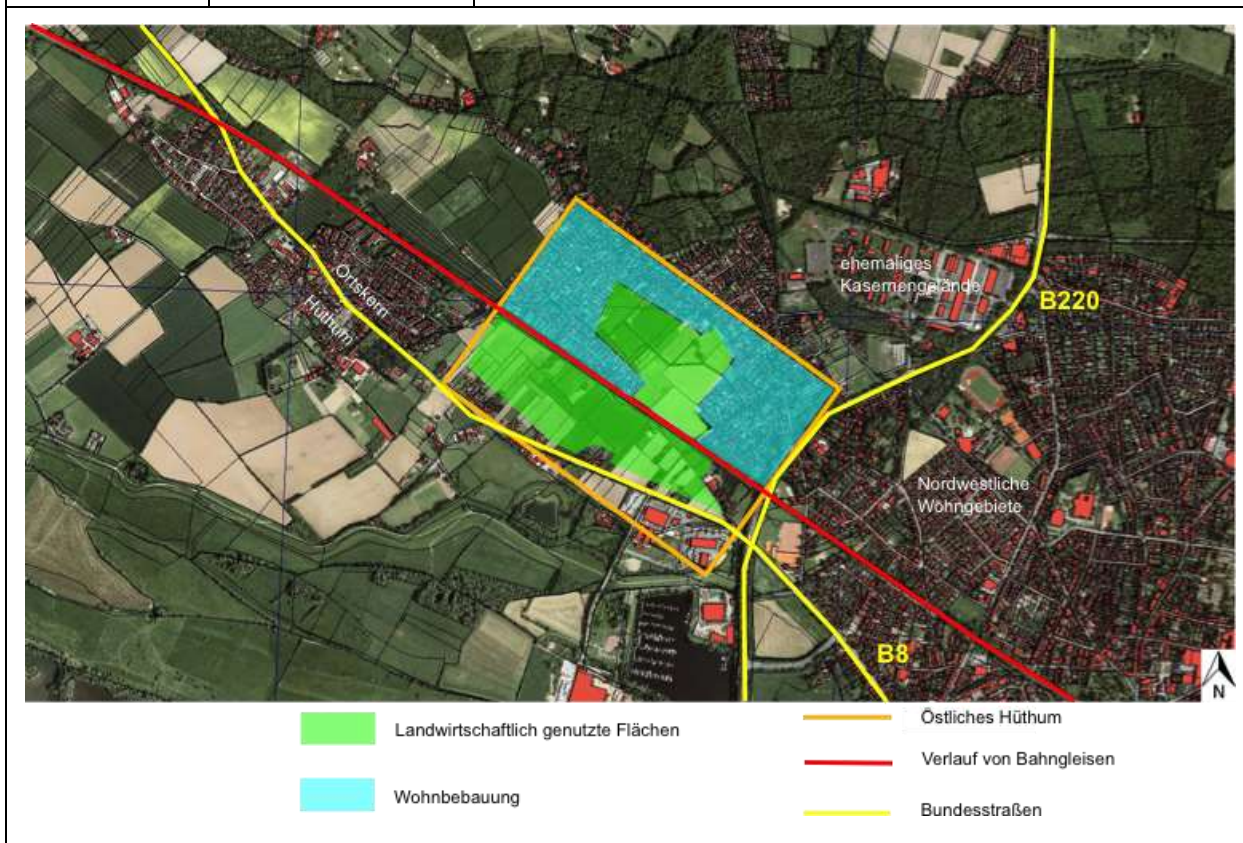 ehemaliges
Kasernengelände
B220
Ortskern
Hüthum
Nordwestliche
Wohngebiete
B8
N
Landwirtschaftlich genutzte Flächen
Wohnbebauung
Östliches Hüthum
Verlauf von Bahngleisen
Bundesstraßen